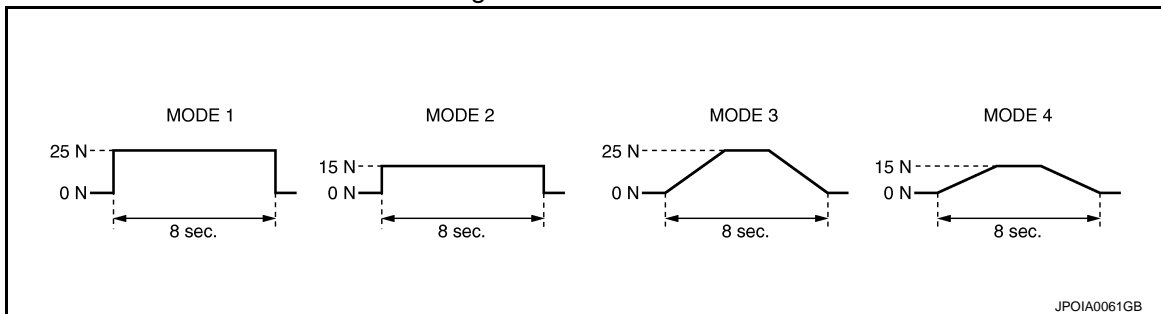 MODE 1 MODE 2 MODE 3 MODE 4
25 N 15 N 25 N 15 N
0 N 0 N 0 N 0 N
8 sec. 8 sec. 8 sec. 8 sec.
JPOIA0061GB